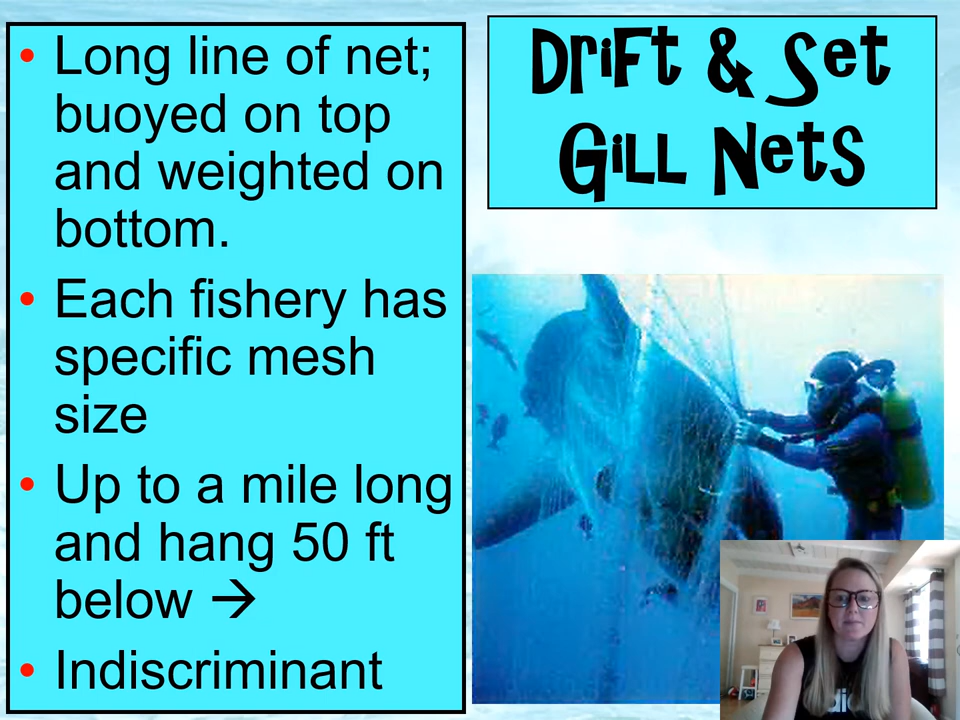 • Long line of net;
buoyed on top
and weighted on
bottom.
• Each fishery has
specific mesh
size
• Up to a mile long
and hang 50 ft
below →
• Indiscriminant
Drift & Set
Gill Nets